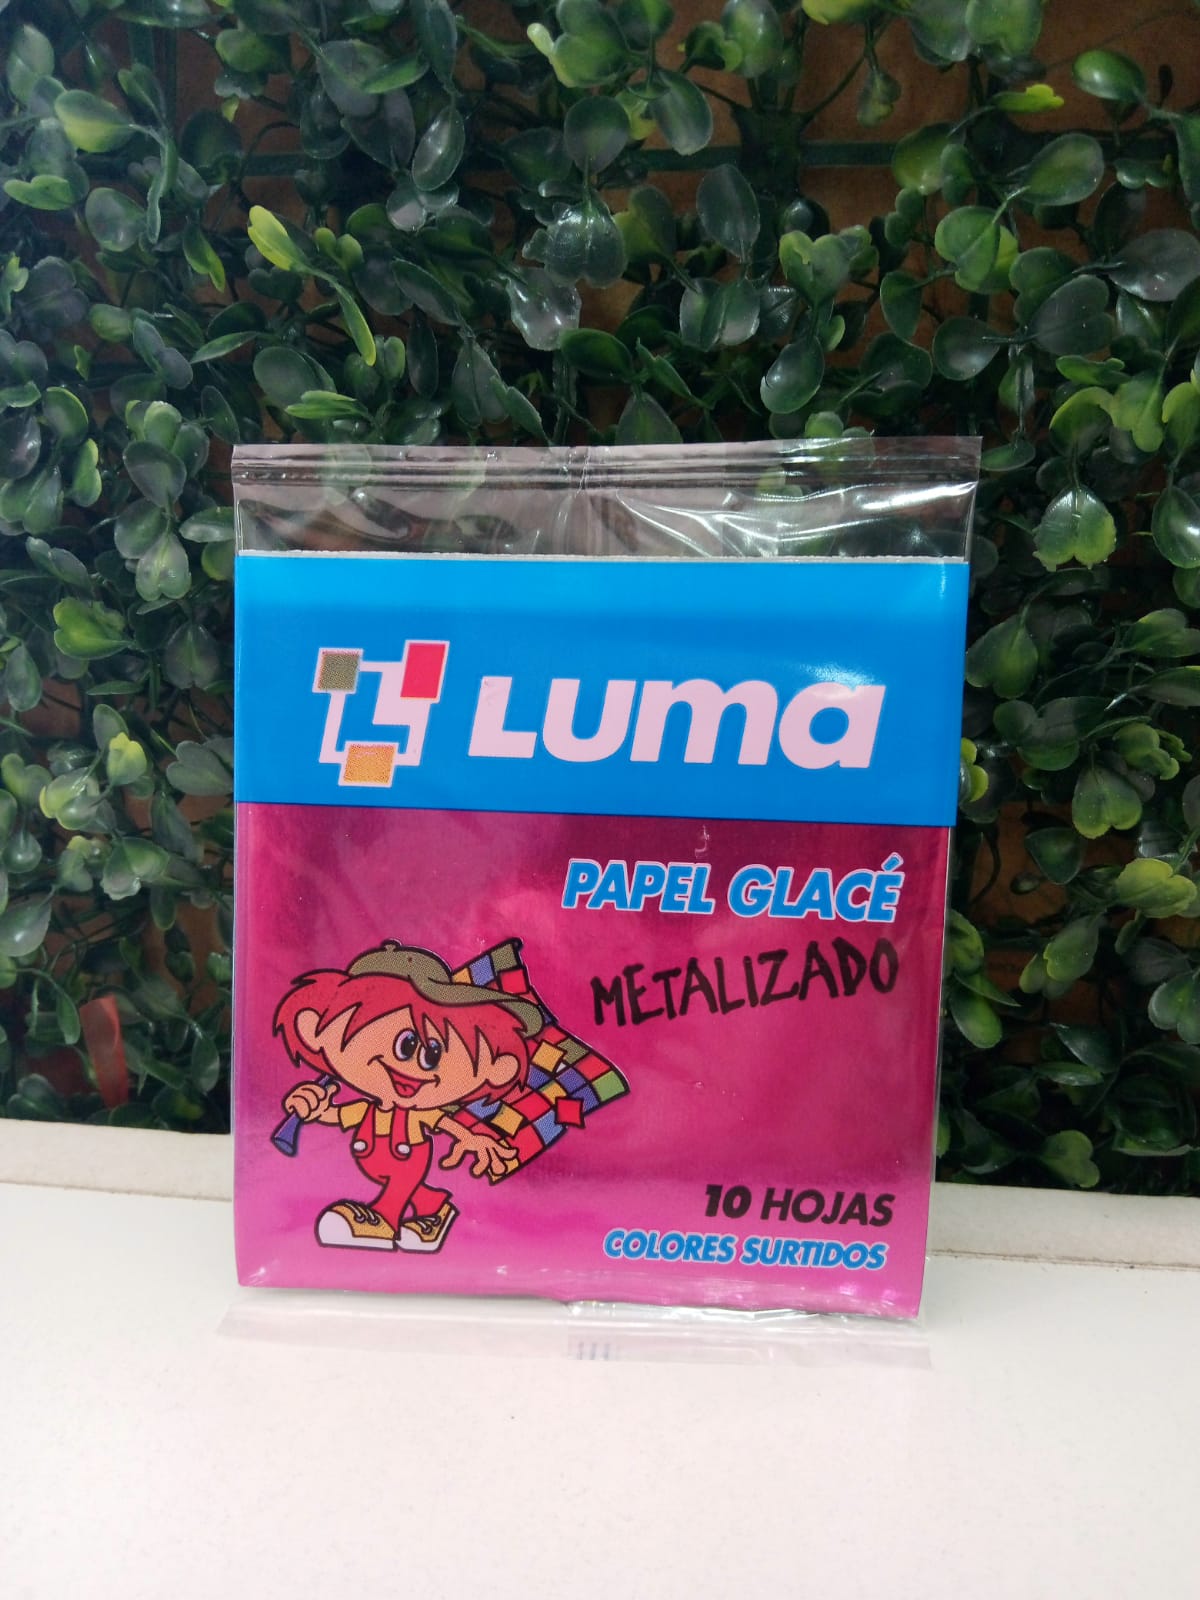 Luma
PAPEL GLACÉ
METALIZADO
10 HOJAS
COLORES SURTIDOS